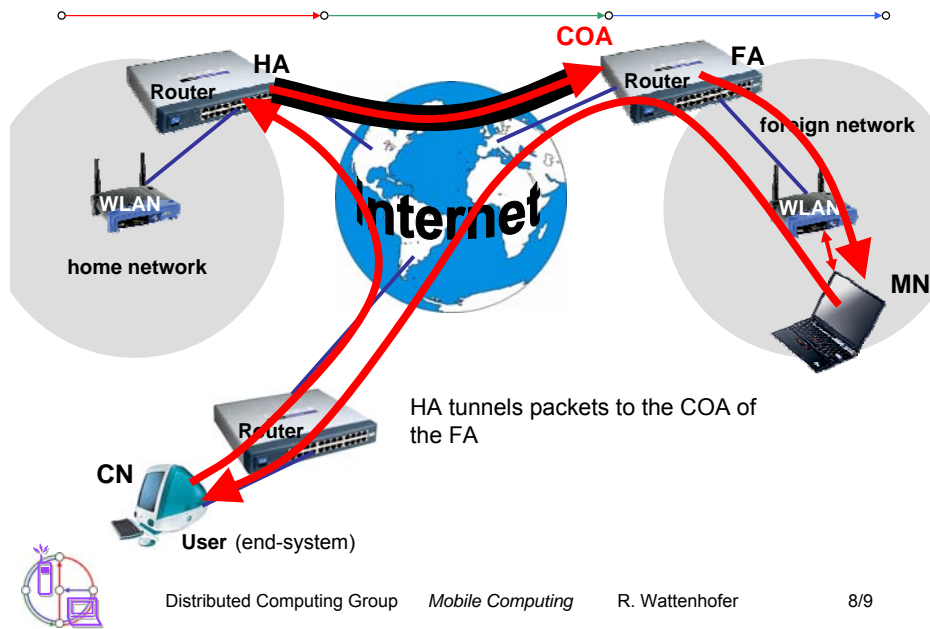 COA
HA
FA
Router
Router
foreign network
WLAN
WLAN
Internet
home network
MN
HA tunnels packets to the COA of
the FA
Router
CN
User (end-system)
Distributed Computing Group Mobile Computing R. Wattenhofer 8/9